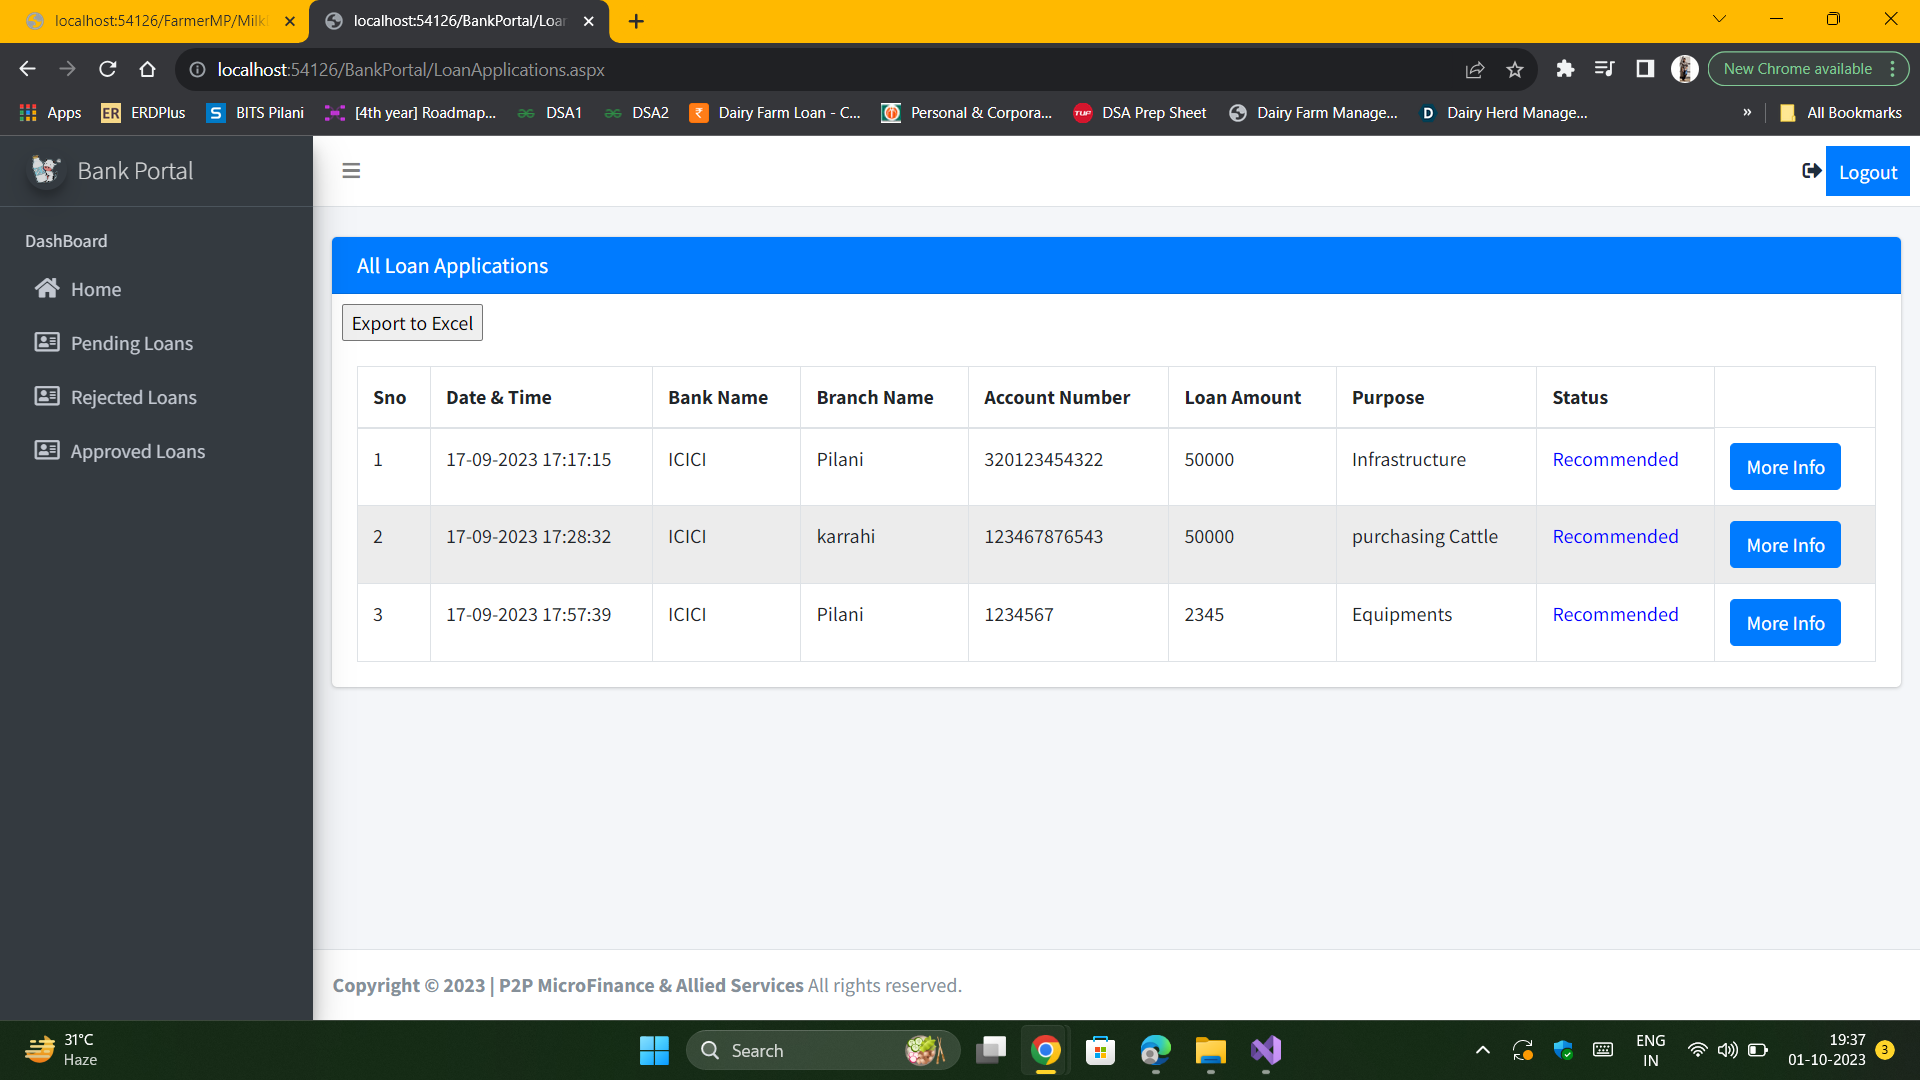 localhost:54126/FarmerMP/Milk
localhost:54126/BankPortal/Loan
localhost:54126/BankPortal/LoanApplications.aspx
New Chrome available
Apps
ER ERDPlus
S BITS Pilani
[4th year] Roadmap...
DSA1
DSA2
₹ Dairy Farm Loan - C...
Personal & Corpora...
TUF DSA Prep Sheet
Dairy Farm Manage...
D Dairy Herd Manage...
»
All Bookmarks
Bank Portal
Logout
DashBoard
Home
Pending Loans
Rejected Loans
Approved Loans
All Loan Applications
Export to Excel
Sno Date & Time Bank Name Branch Name Account Number Loan Amount Purpose Status
1 17-09-2023 17:17:15 ICICI Pilani 320123454322 50000 Infrastructure Recommended More Info
2 17-09-2023 17:28:32 ICICI karrahi 123467876543 50000 purchasing Cattle Recommended More Info
3 17-09-2023 17:57:39 ICICI Pilani 1234567 2345 Equipments Recommended More Info
Copyright © 2023 | P2P MicroFinance & Allied Services All rights reserved.
31°C
Haze
Search
ENG
IN
19:37
01-10-2023
3